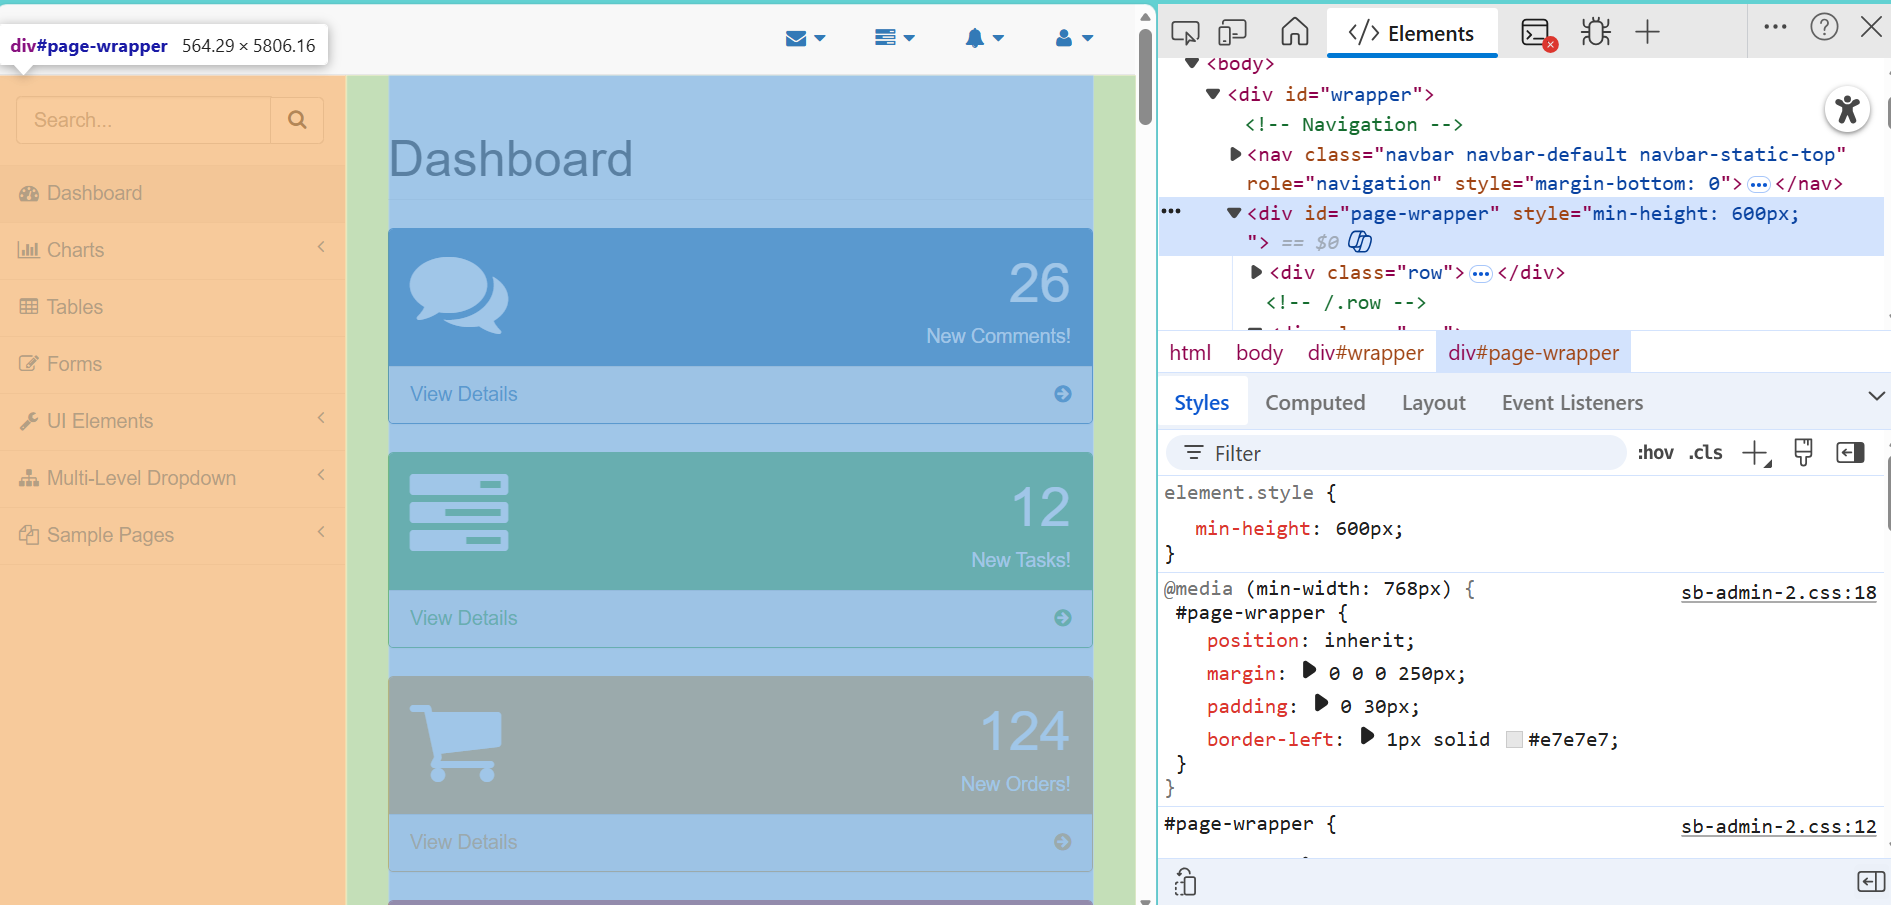 div#page-wrapper 564.29 × 5806.16
Search...
Dashboard
Charts
Tables
Forms
UI Elements
Multi-Level Dropdown
Sample Pages
Dashboard
26
New Comments!
View Details
12
New Tasks!
View Details
124
New Orders!
View Details
Elements
<body>
<div id="wrapper">
<!-- Navigation -->
<nav class="navbar navbar-default navbar-static-top"
role="navigation" style="margin-bottom: 0">…</nav>
<div id="page-wrapper" style="min-height: 600px;
"> == $0
<div class="row">…</div>
<!-- /.row -->
html body div#wrapper div#page-wrapper
Styles Computed Layout Event Listeners
Filter :hov .cls
element.style {
min-height: 600px;
}
@media (min-width: 768px) { sb-admin-2.css:18
#page-wrapper {
position: inherit;
margin: 0 0 0 250px;
padding: 0 30px;
border-left: 1px solid #e7e7e7;
}
}
#page-wrapper { sb-admin-2.css:12